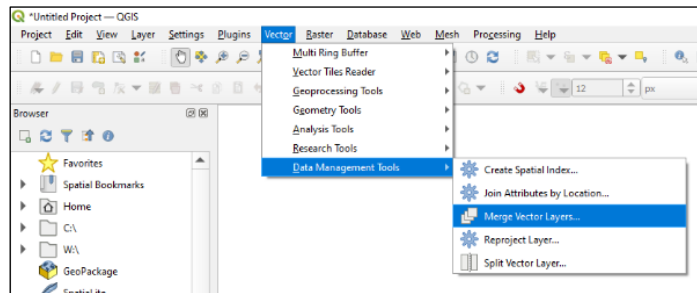 *Untitled Project — QGIS
Project Edit View Layer Settings Plugins Vector Raster Database Web Mesh Processing Help
Multi Ring Buffer
Vector Tiles Reader
Geoprocessing Tools
12 px
Browser
Geometry Tools
Analysis Tools
Research Tools
Favorites
Data Management Tools
Create Spatial Index...
Spatial Bookmarks
Join Attributes by Location...
Home
Merge Vector Layers...
C:\
W:\
Reproject Layer...
GeoPackage
Split Vector Layer...
SpatiaLite